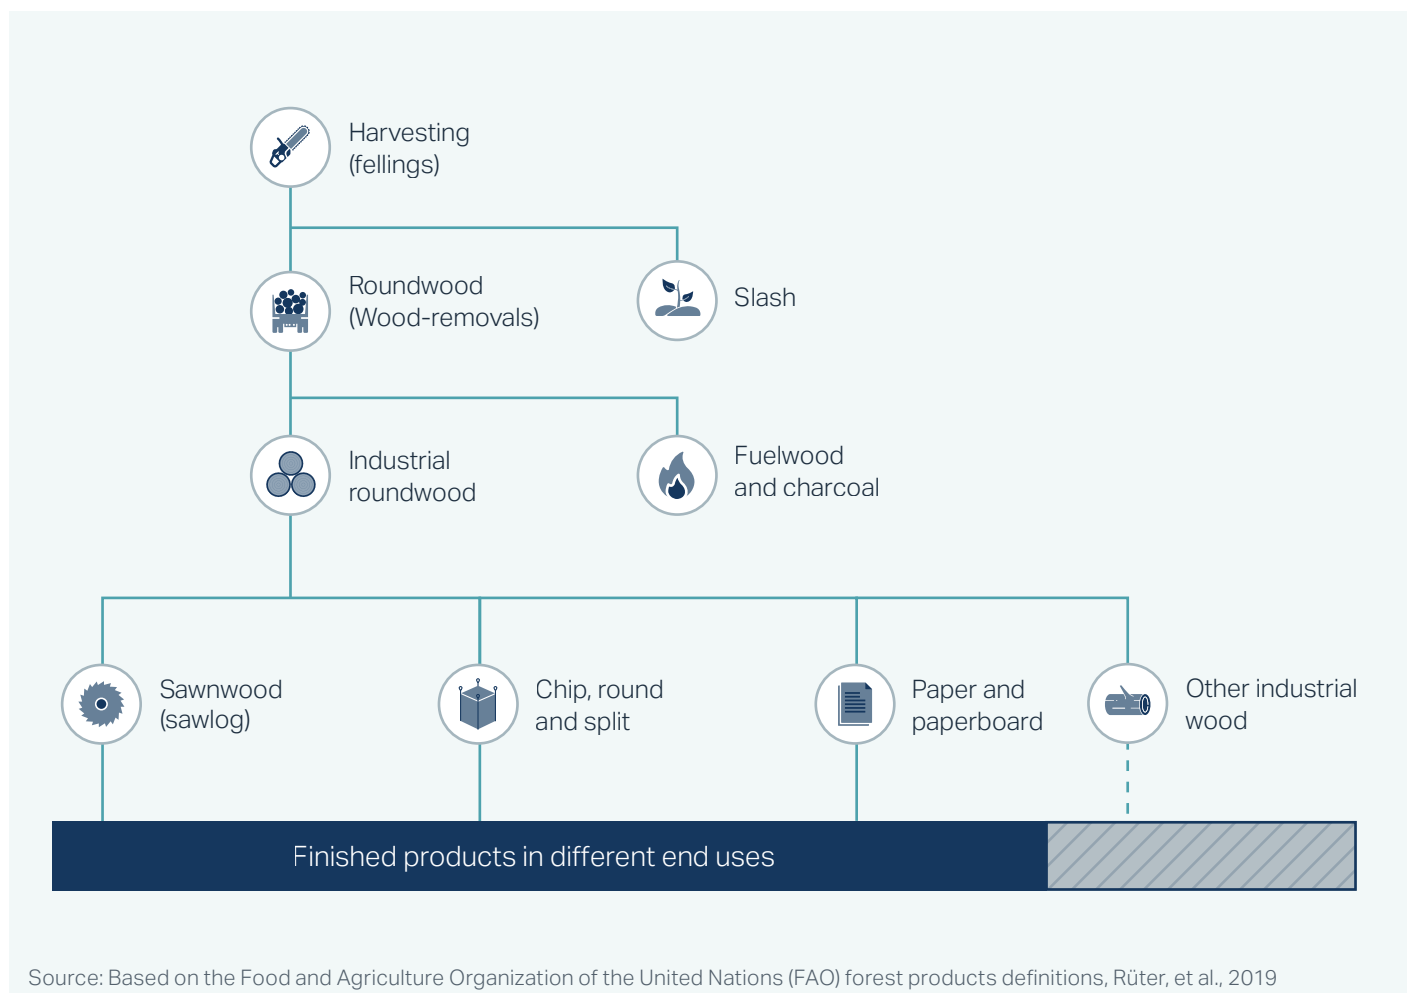 Harvesting
(fellings)
Roundwood
(Wood-removals)
Slash
Industrial
roundwood
Fuelwood
and charcoal
Sawnwood
(sawlog)
Chip, round
and split
Paper and
paperboard
Other industrial
wood
Finished products in different end uses
Source: Based on the Food and Agriculture Organization of the United Nations (FAO) forest products definitions, Rüter, et al., 2019